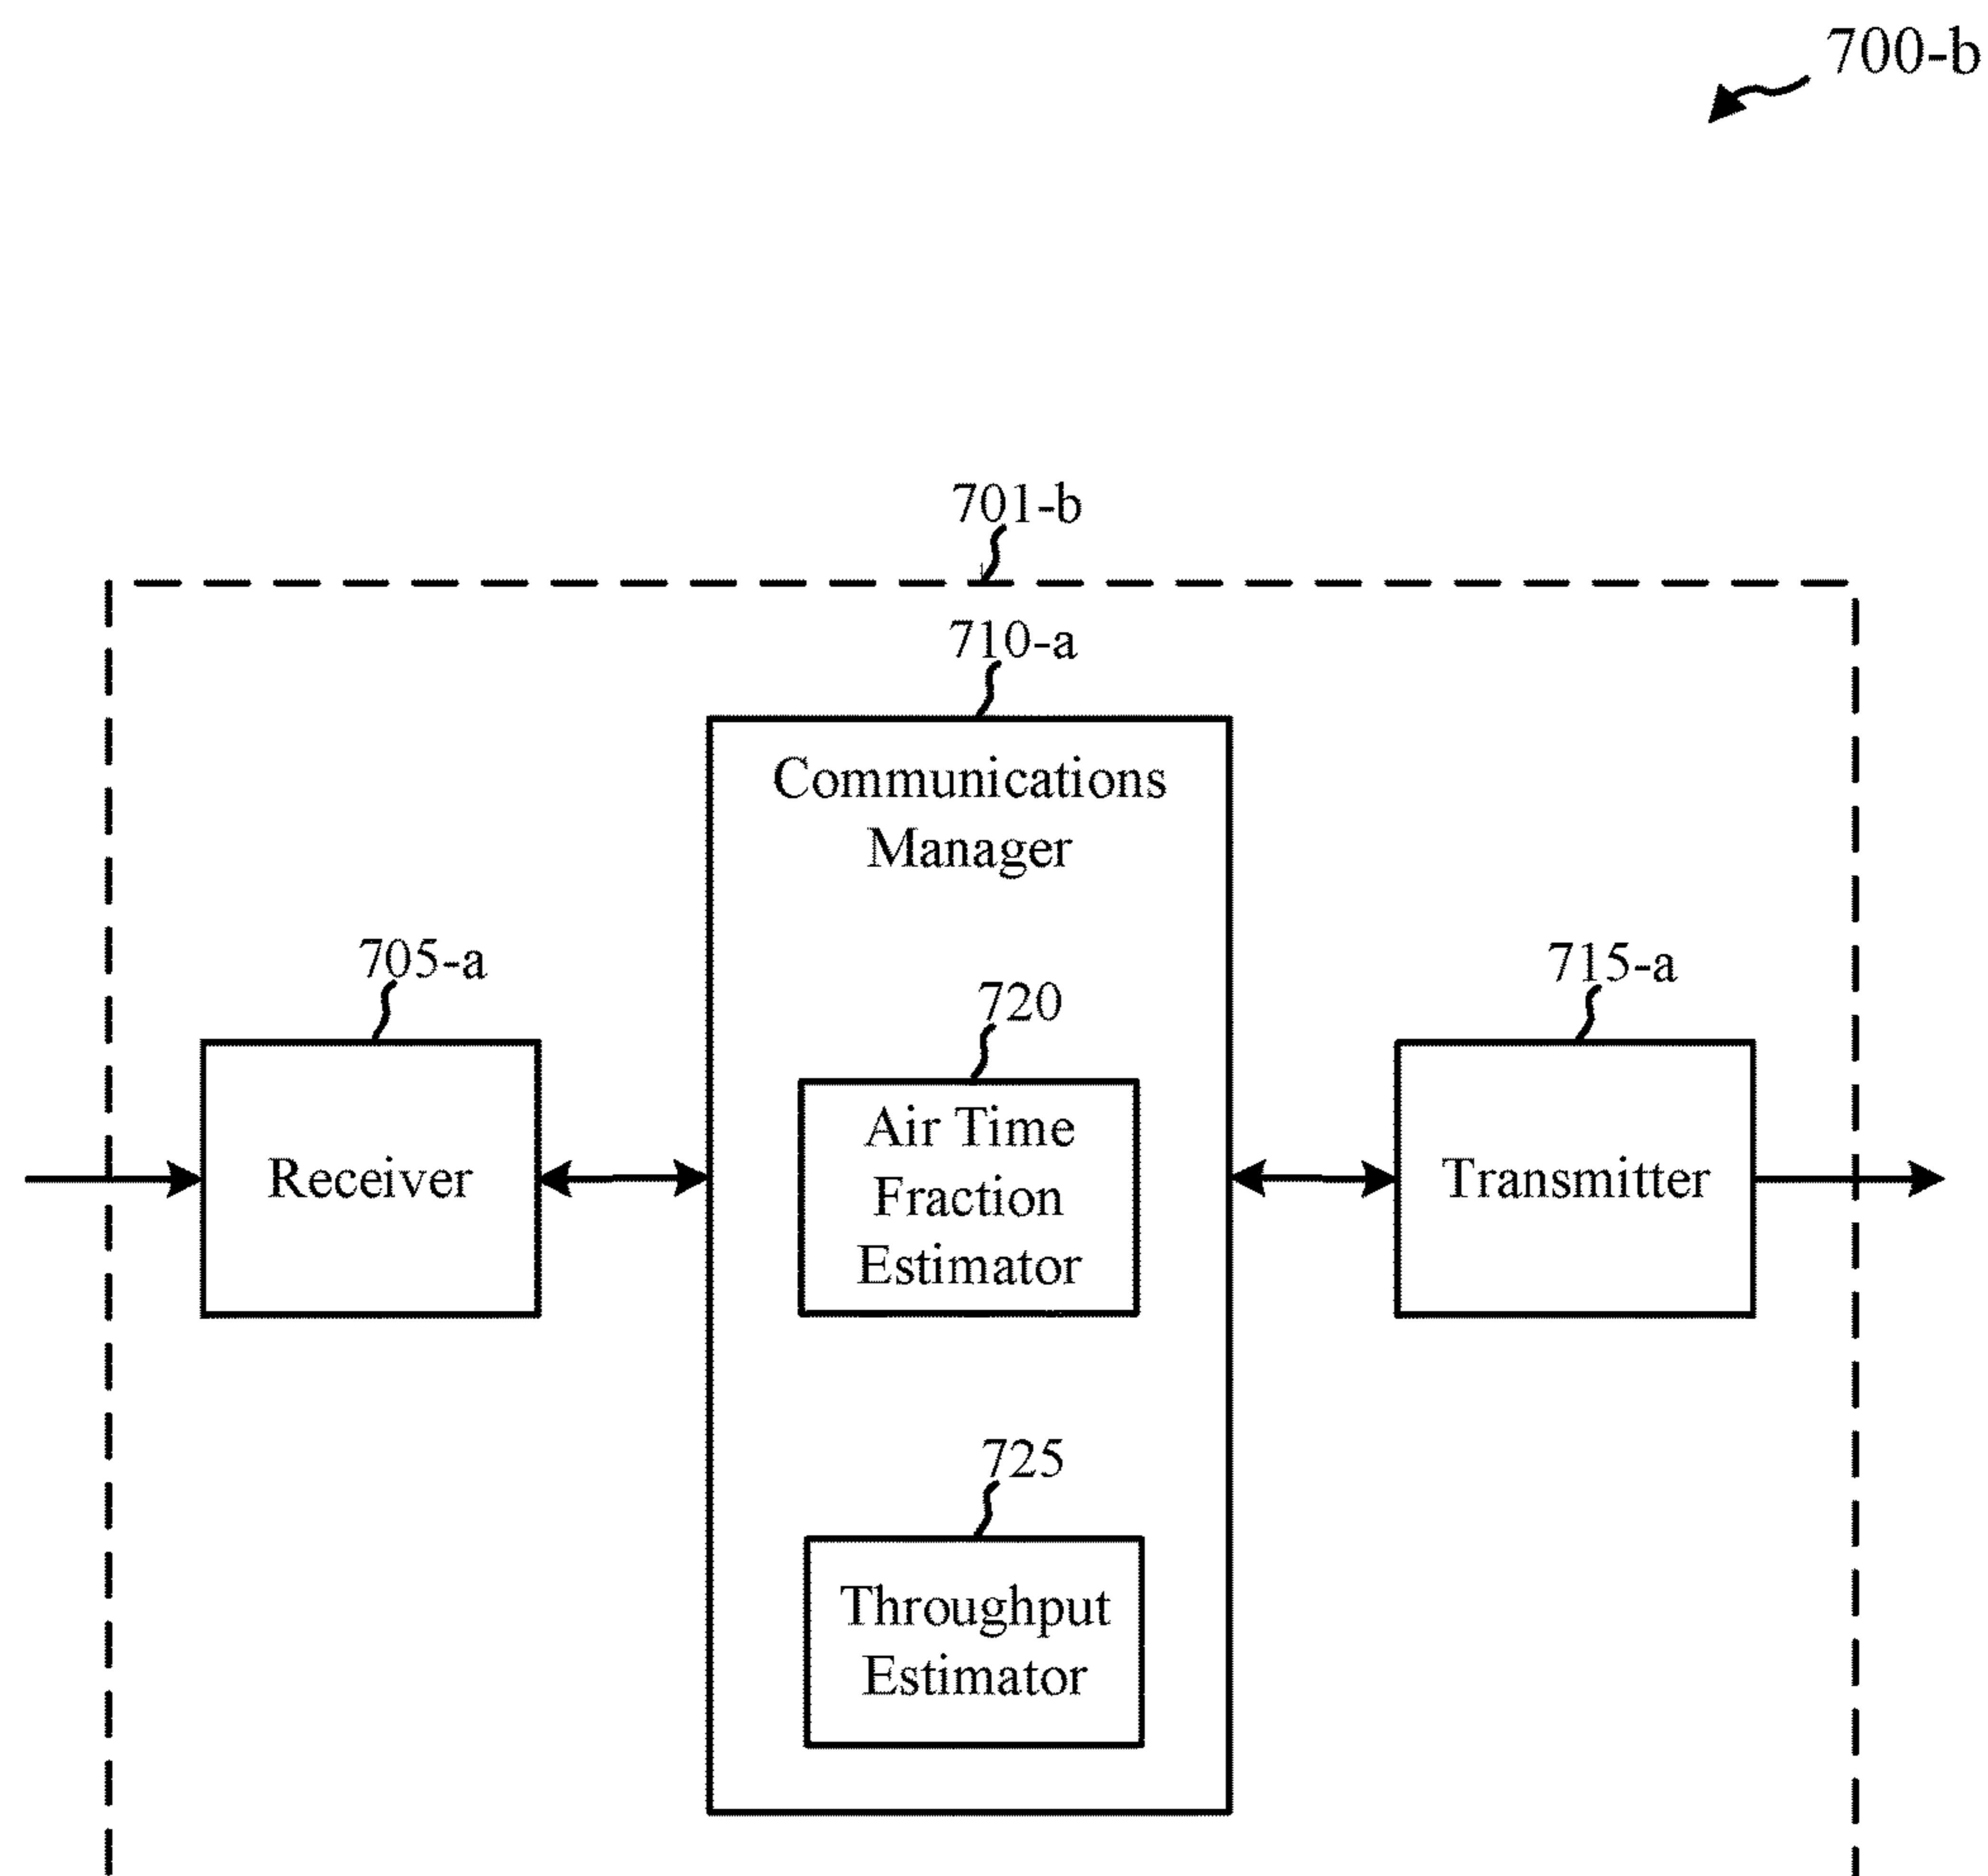 700-b
701-b
710-a
Communications
Manager
705-a
715-a
720
Air Time
Fraction
Estimator
Receiver
Transmitter
725
Throughput
Estimator